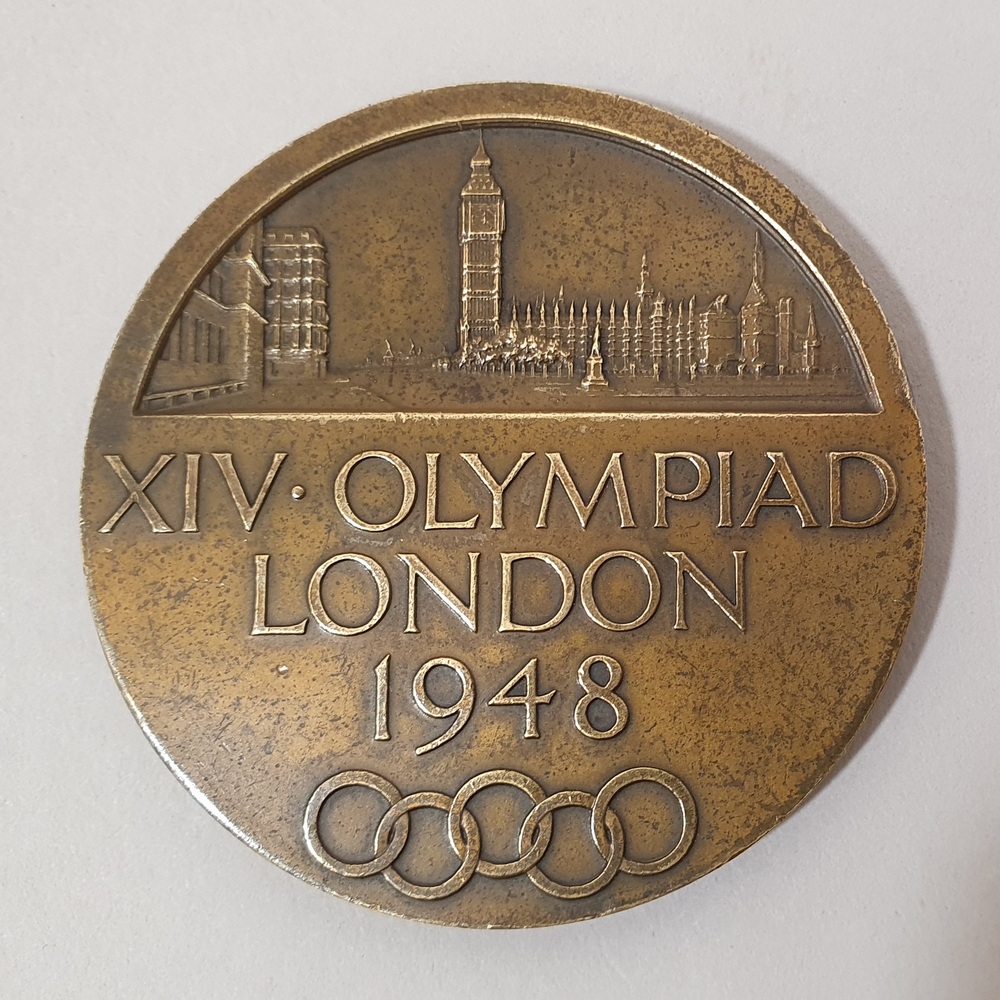 XIV · OLYMPIAD
LONDON
1948